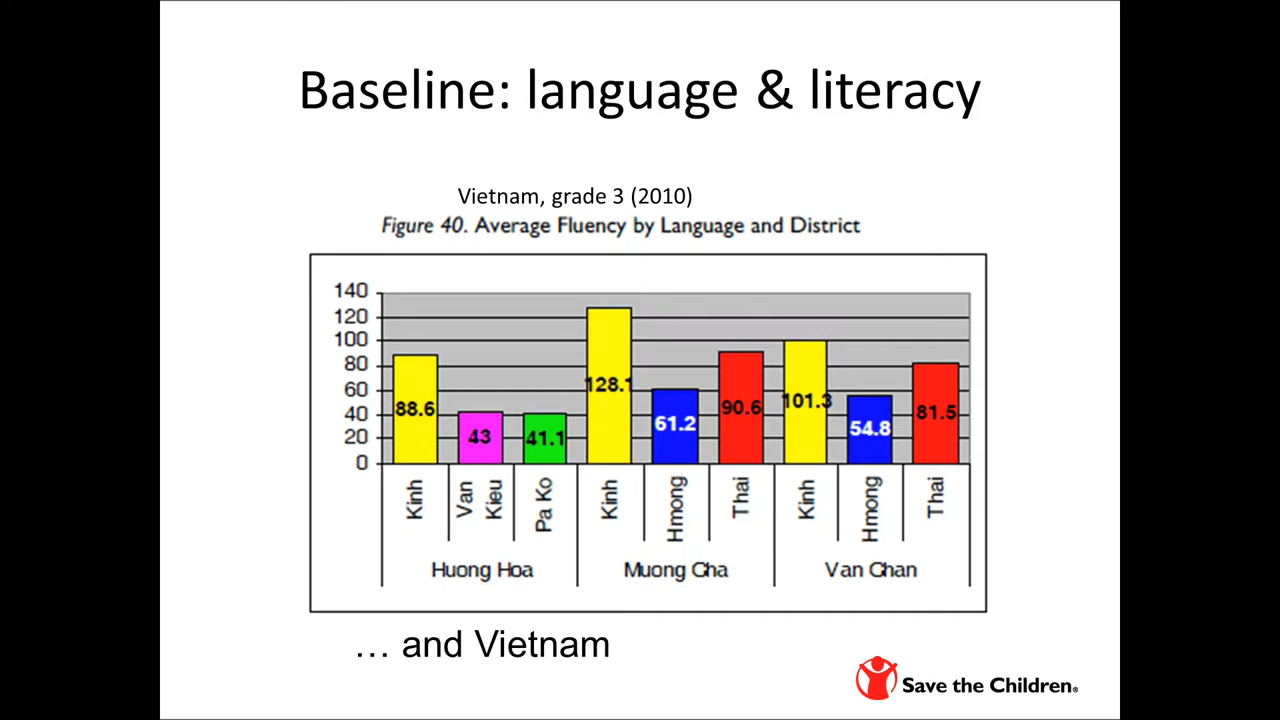 Baseline: language & literacy
Vietnam, grade 3 (2010)
Figure 40. Average Fluency by Language and District
140
120
100
80
60
40
20
0
88.6
43
41.1
128.1
61.2
90.6
101.3
54.8
81.5
Kinh
Van Kieu
Pa Ko
Kinh
Hmong
Thai
Kinh
Hmong
Thai
Huong Hoa
Muong Cha
Van Chan
… and Vietnam
Save the Children®